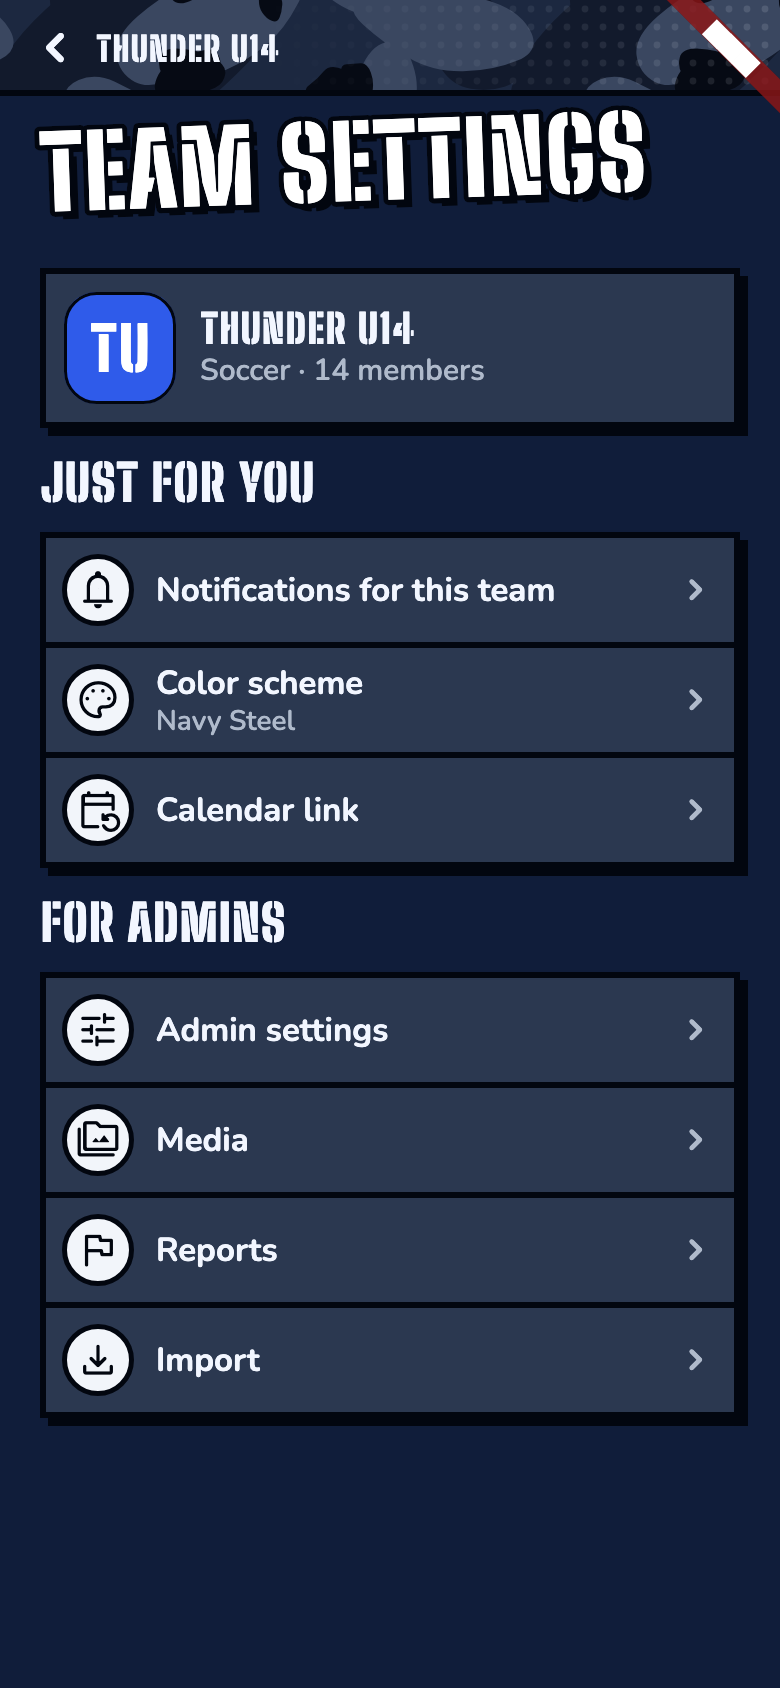 THUNDER U14
TEAM SETTINGS
TU
THUNDER U14
Soccer · 14 members
JUST FOR YOU
Notifications for this team
Color scheme
Navy Steel
Calendar link
FOR ADMINS
Admin settings
Media
Reports
Import